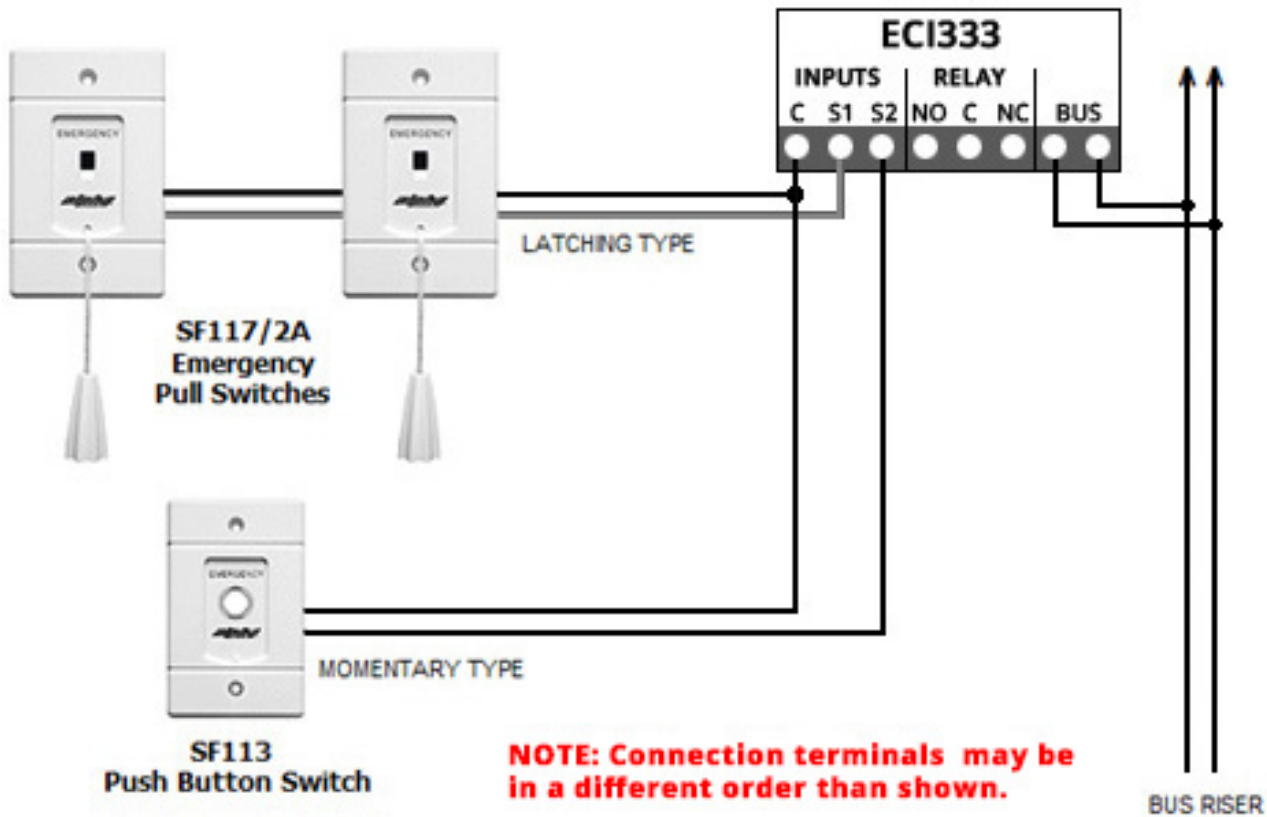 ECI333
INPUTS RELAY
C S1 S2 NO C NC BUS
EMERGENCY
EMERGENCY
LATCHING TYPE
SF117/2A
Emergency
Pull Switches
EMERGENCY
MOMENTARY TYPE
SF113
Push Button Switch
NOTE: Connection terminals may be
in a different order than shown.
BUS RISER